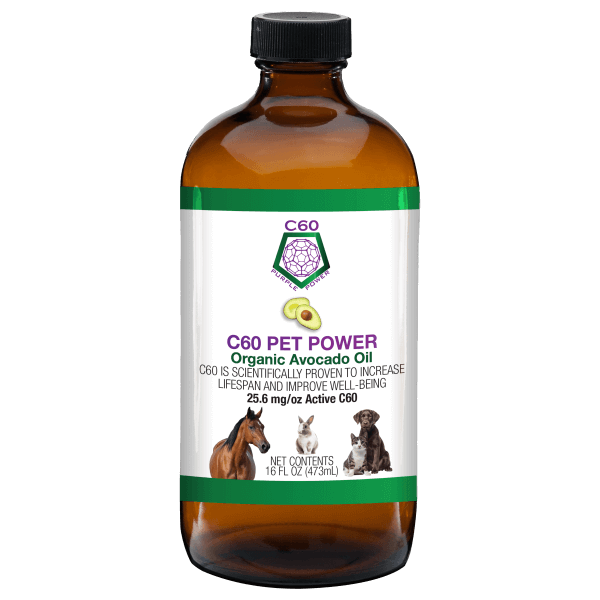 C60
PURPLE POWER
C60 PET POWER
Organic Avocado Oil
C60 IS SCIENTIFICALLY PROVEN TO INCREASE
LIFESPAN AND IMPROVE WELL-BEING
25.6 mg/oz Active C60
NET CONTENTS
16 FL OZ (473mL)